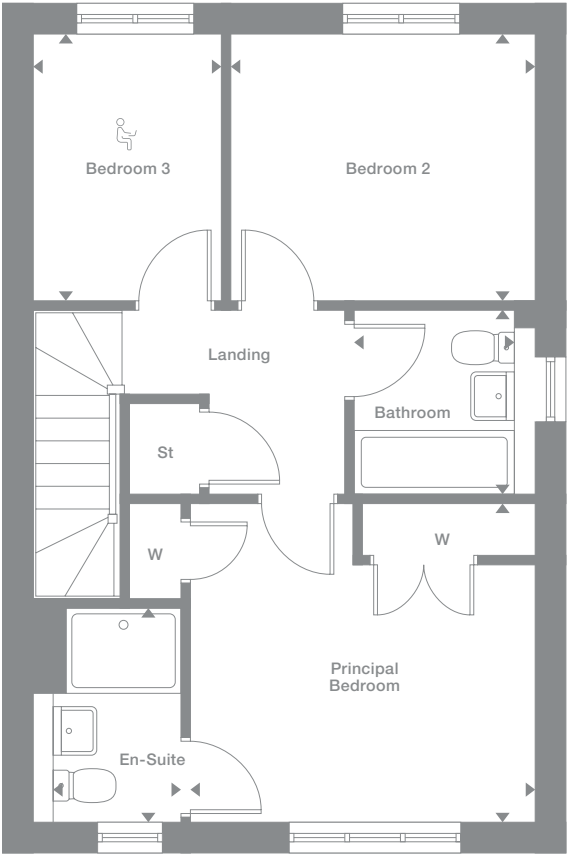 Bedroom 3
Bedroom 2
Landing
Bathroom
St
W
W
Principal
Bedroom
En-Suite